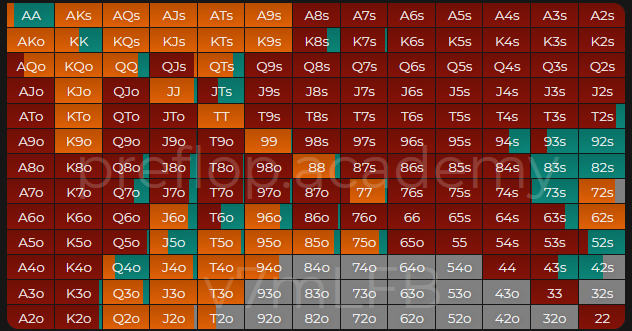 AA AKs AQs AJs ATs A9s A8s A7s A6s A5s A4s A3s A2s
AKo KK KQs KJs KTs K9s K8s K7s K6s K5s K4s K3s K2s
AQo KQo QQ QJs QTs Q9s Q8s Q7s Q6s Q5s Q4s Q3s Q2s
AJo KJo QJo JJ JTs J9s J8s J7s J6s J5s J4s J3s J2s
ATo KTo QTo JTo TT T9s T8s T7s T6s T5s T4s T3s T2s
A9o K9o Q9o J9o T9o 99 98s 97s 96s 95s 94s 93s 92s
preflop.academy
A8o K8o Q8o J8o T8o 98o 88 87s 86s 85s 84s 83s 82s
A7o K7o Q7o J7o T7o 97o 87o 77 76s 75s 74s 73s 72s
A6o K6o Q6o J6o T6o 96o 86o 76o 66 65s 64s 63s 62s
A5o K5o Q5o J5o T5o 95o 85o 75o 65o 55 54s 53s 52s
A4o K4o Q4o J4o T4o 94o 84o 74o 64o 54o 44 43s 42s
A3o K3o Q3o J3o T3o 93o 83o 73o 63o 53o 43o 33 32s
A2o K2o Q2o J2o T2o 92o 82o 72o 62o 52o 42o 32o 22